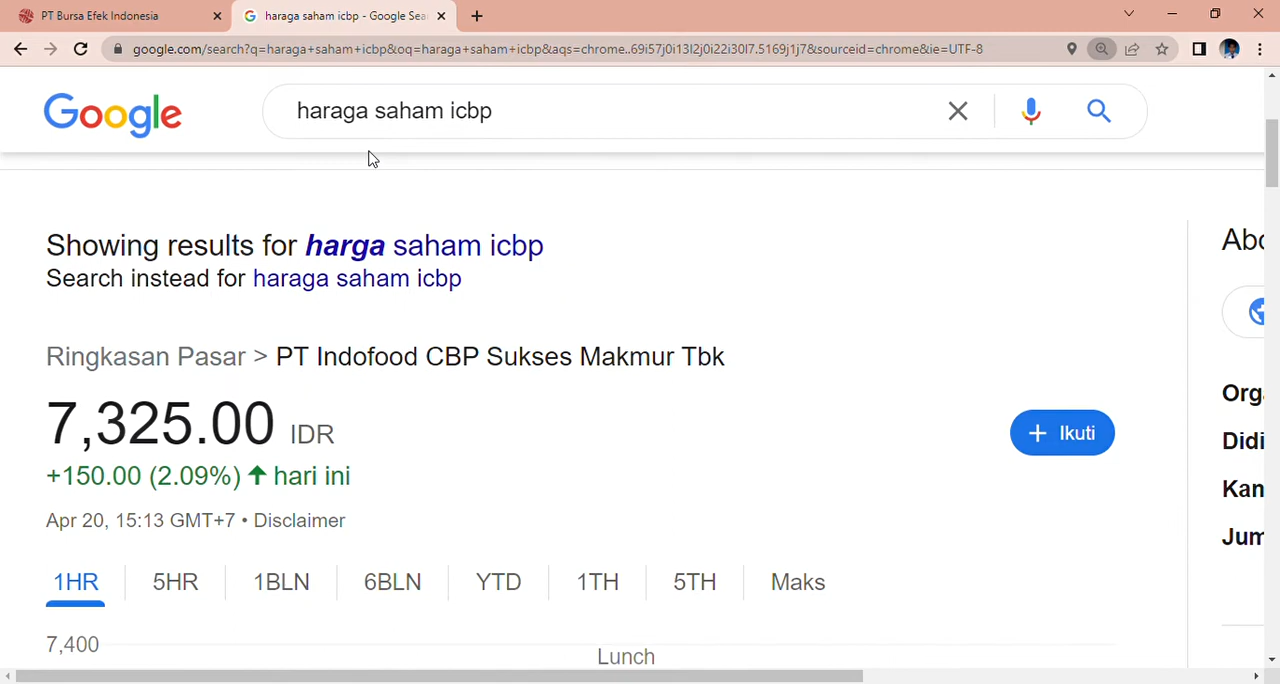 PT Bursa Efek Indonesia
haraga saham icbp - Google Sea
google.com/search?q=haraga+saham+icbp&oq=haraga+saham+icbp&aqs=chrome..69i57j0i13l2j0i22i30l7.5169j1j7&sourceid=chrome&ie=UTF-8
Google
haraga saham icbp
Showing results for harga saham icbp
Search instead for haraga saham icbp
Abo
Ringkasan Pasar > PT Indofood CBP Sukses Makmur Tbk
7,325.00 IDR
+ Ikuti
+150.00 (2.09%) hari ini
Apr 20, 15:13 GMT+7 • Disclaimer
Org
Didi
Kan
Jum
1HR 5HR 1BLN 6BLN YTD 1TH 5TH Maks
7,400
Lunch